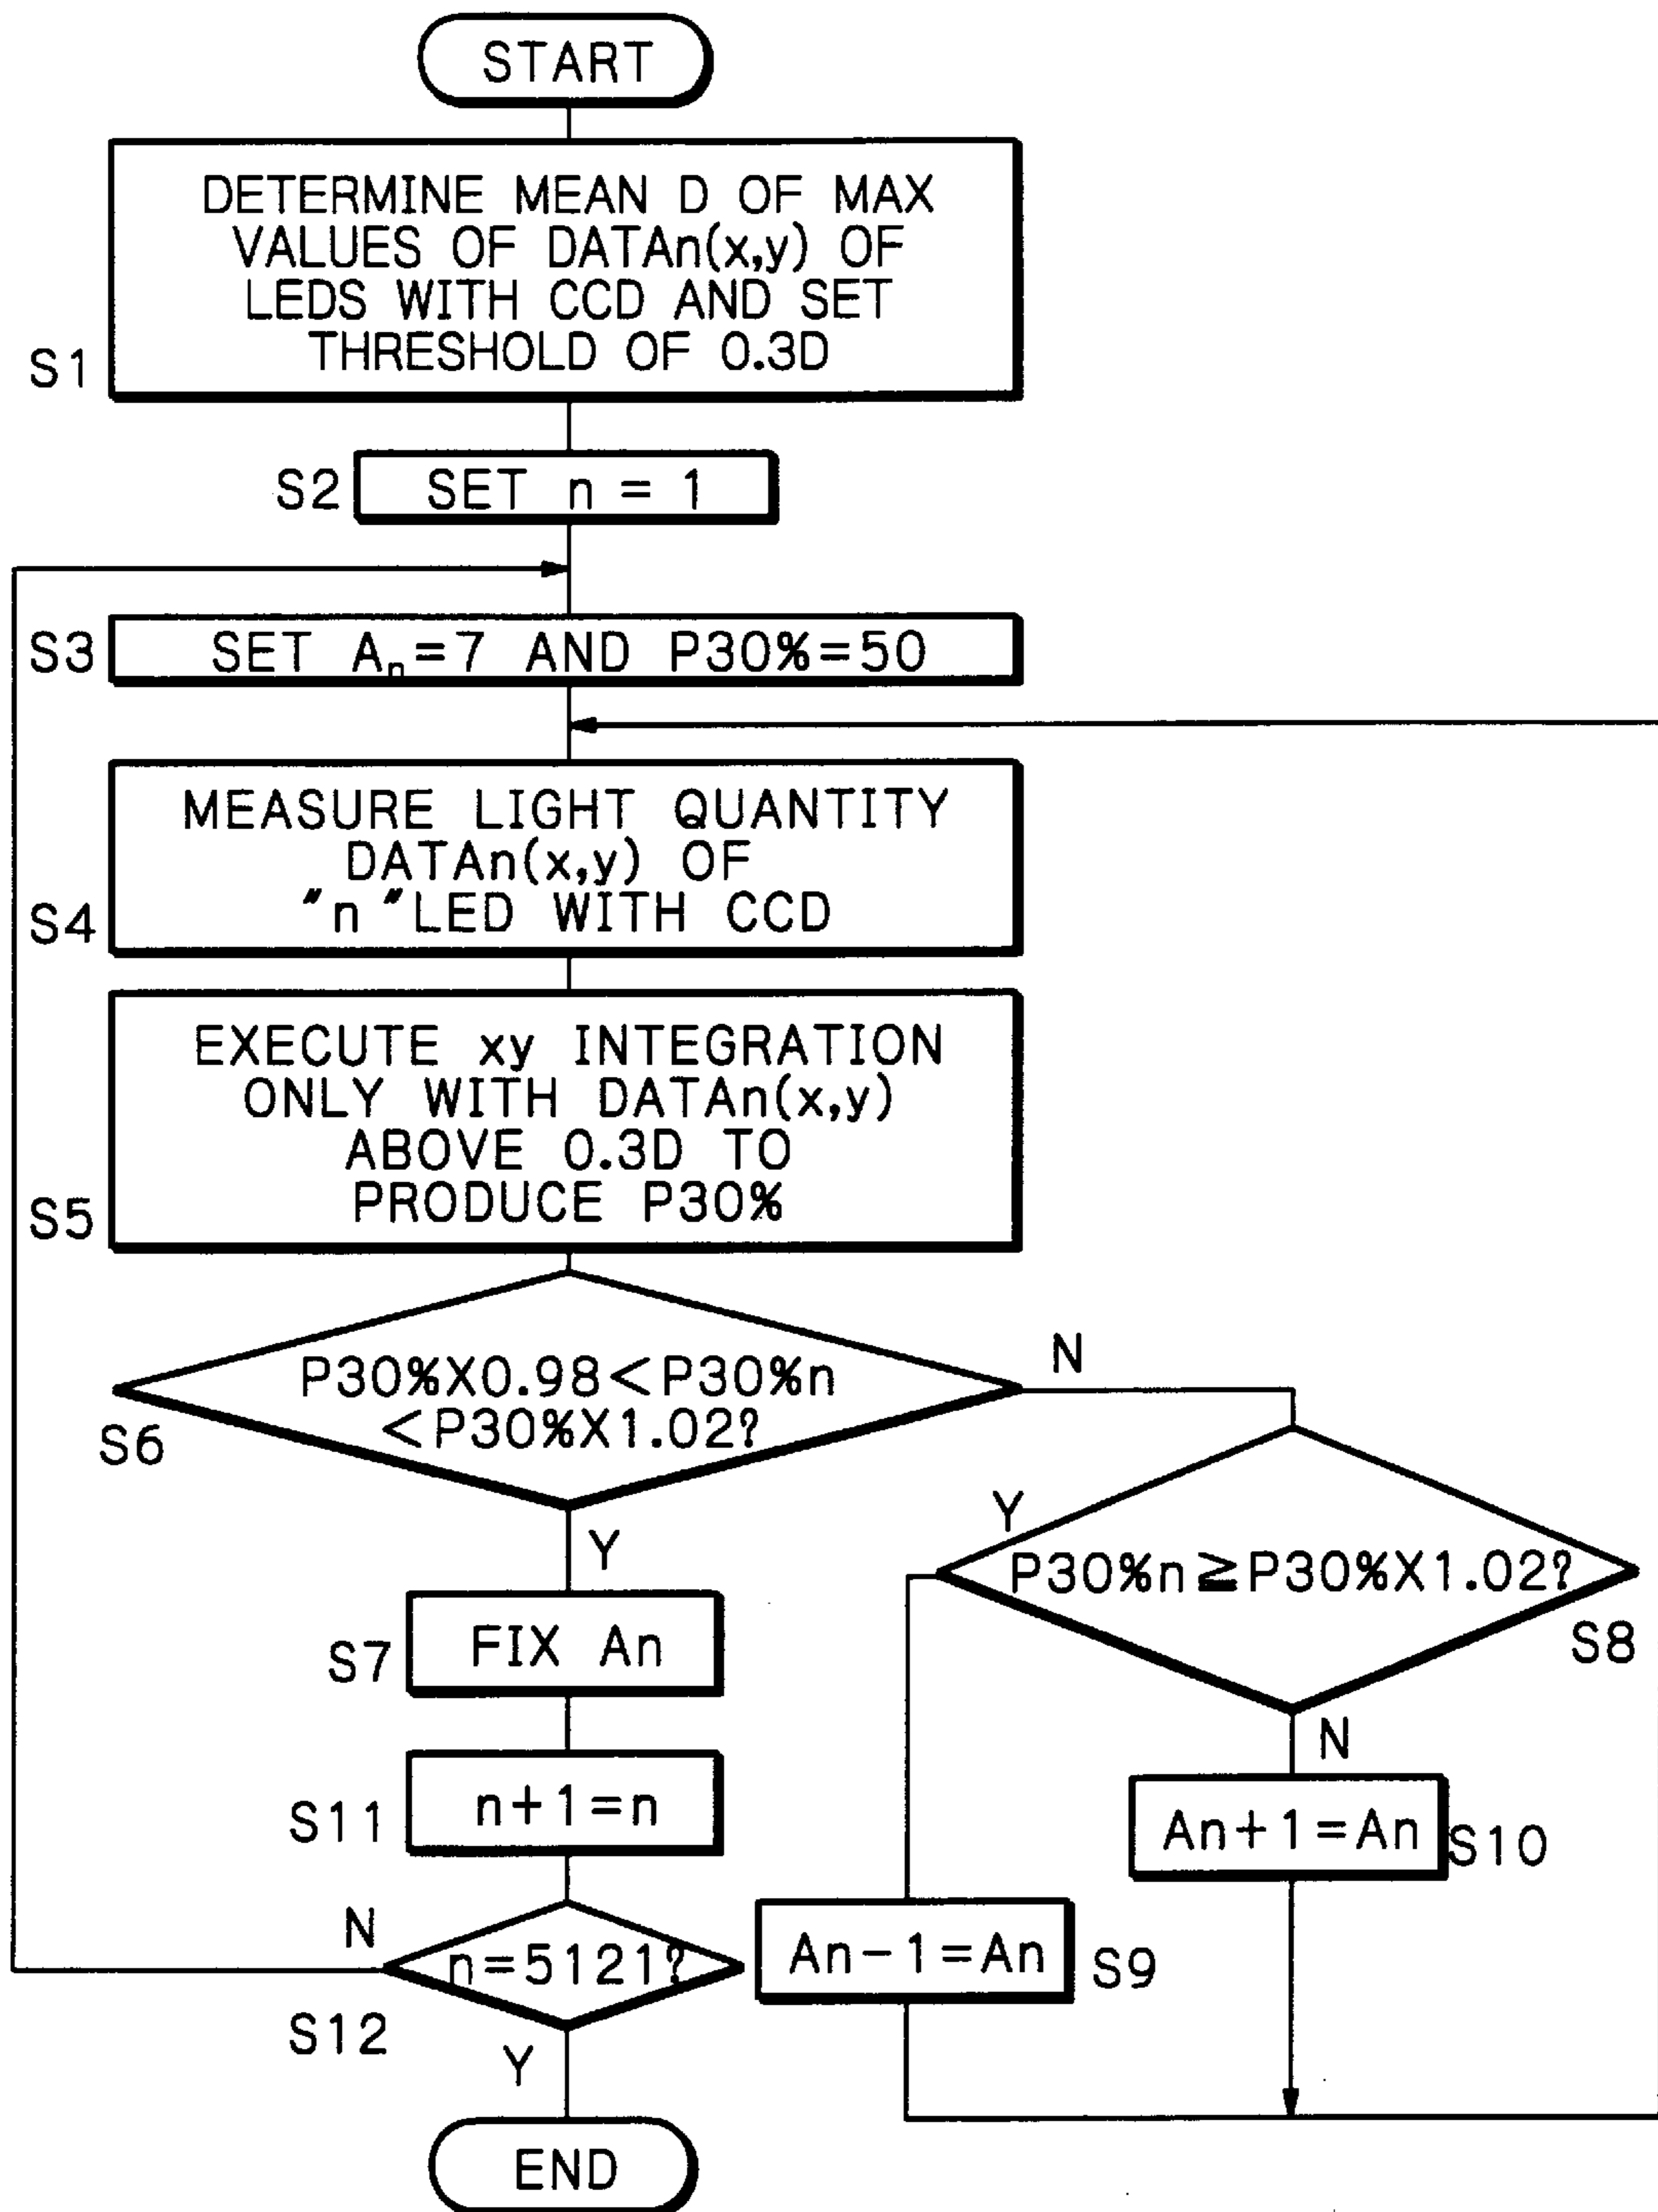 START
DETERMINE MEAN D OF MAX
VALUES OF DATAn(x,y) OF
LEDS WITH CCD AND SET
THRESHOLD OF 0.3D
S1
S2
SET n = 1
S3
SET An=7 AND P30%=50
MEASURE LIGHT QUANTITY
DATAn(x,y) OF
"n "LED WITH CCD
S4
EXECUTE xy INTEGRATION
ONLY WITH DATAn(x,y)
ABOVE 0.3D TO
PRODUCE P30%
S5
P30%X0.98<P30%n
<P30%X1.02?
S6
N
Y
P30%n≧P30%X1.02?
S8
Y
N
FIX An
S7
n+1=n
S11
An+1=An
S10
An-1=An
S9
n=5121?
N
S12
Y
END